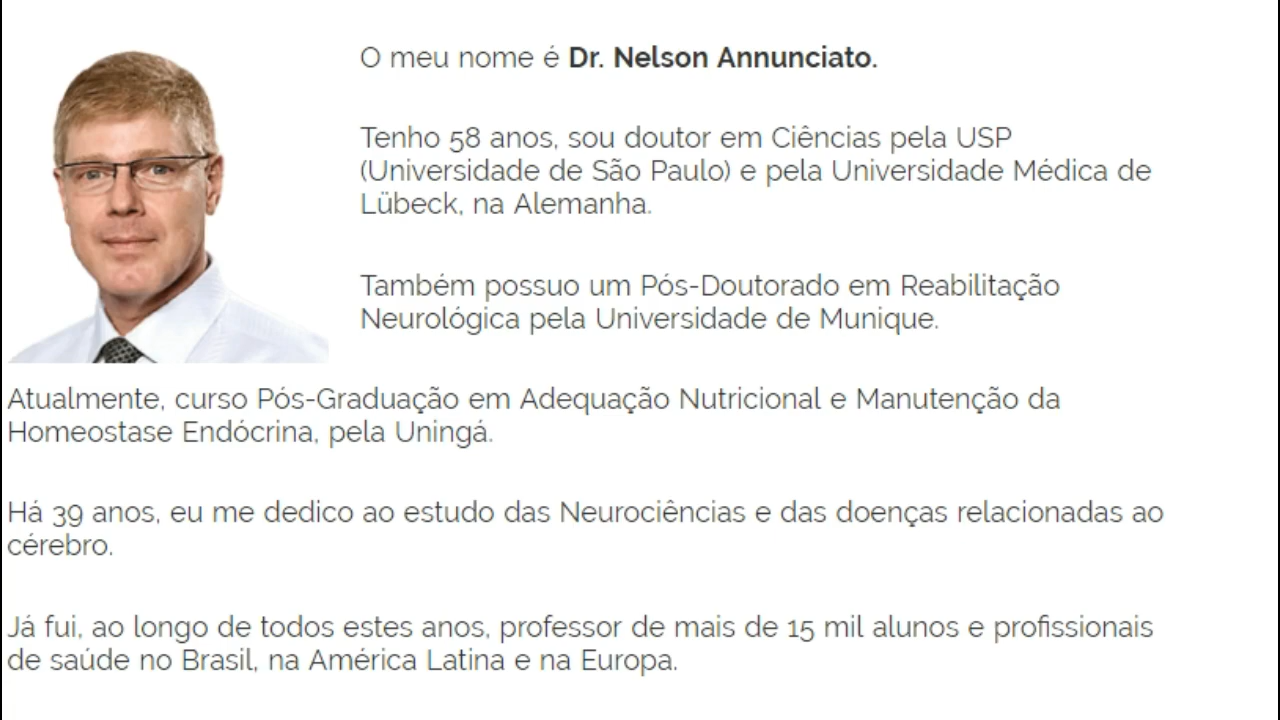 O meu nome é Dr. Nelson Annunciato.
Tenho 58 anos, sou doutor em Ciências pela USP
(Universidade de São Paulo) e pela Universidade Médica de
Lübeck, na Alemanha.
Também possuo um Pós-Doutorado em Reabilitação
Neurológica pela Universidade de Munique.
Atualmente, curso Pós-Graduação em Adequação Nutricional e Manutenção da
Homeostase Endócrina, pela Uningá.
Há 39 anos, eu me dedico ao estudo das Neurociências e das doenças relacionadas ao
cérebro.
Já fui, ao longo de todos estes anos, professor de mais de 15 mil alunos e profissionais
de saúde no Brasil, na América Latina e na Europa.